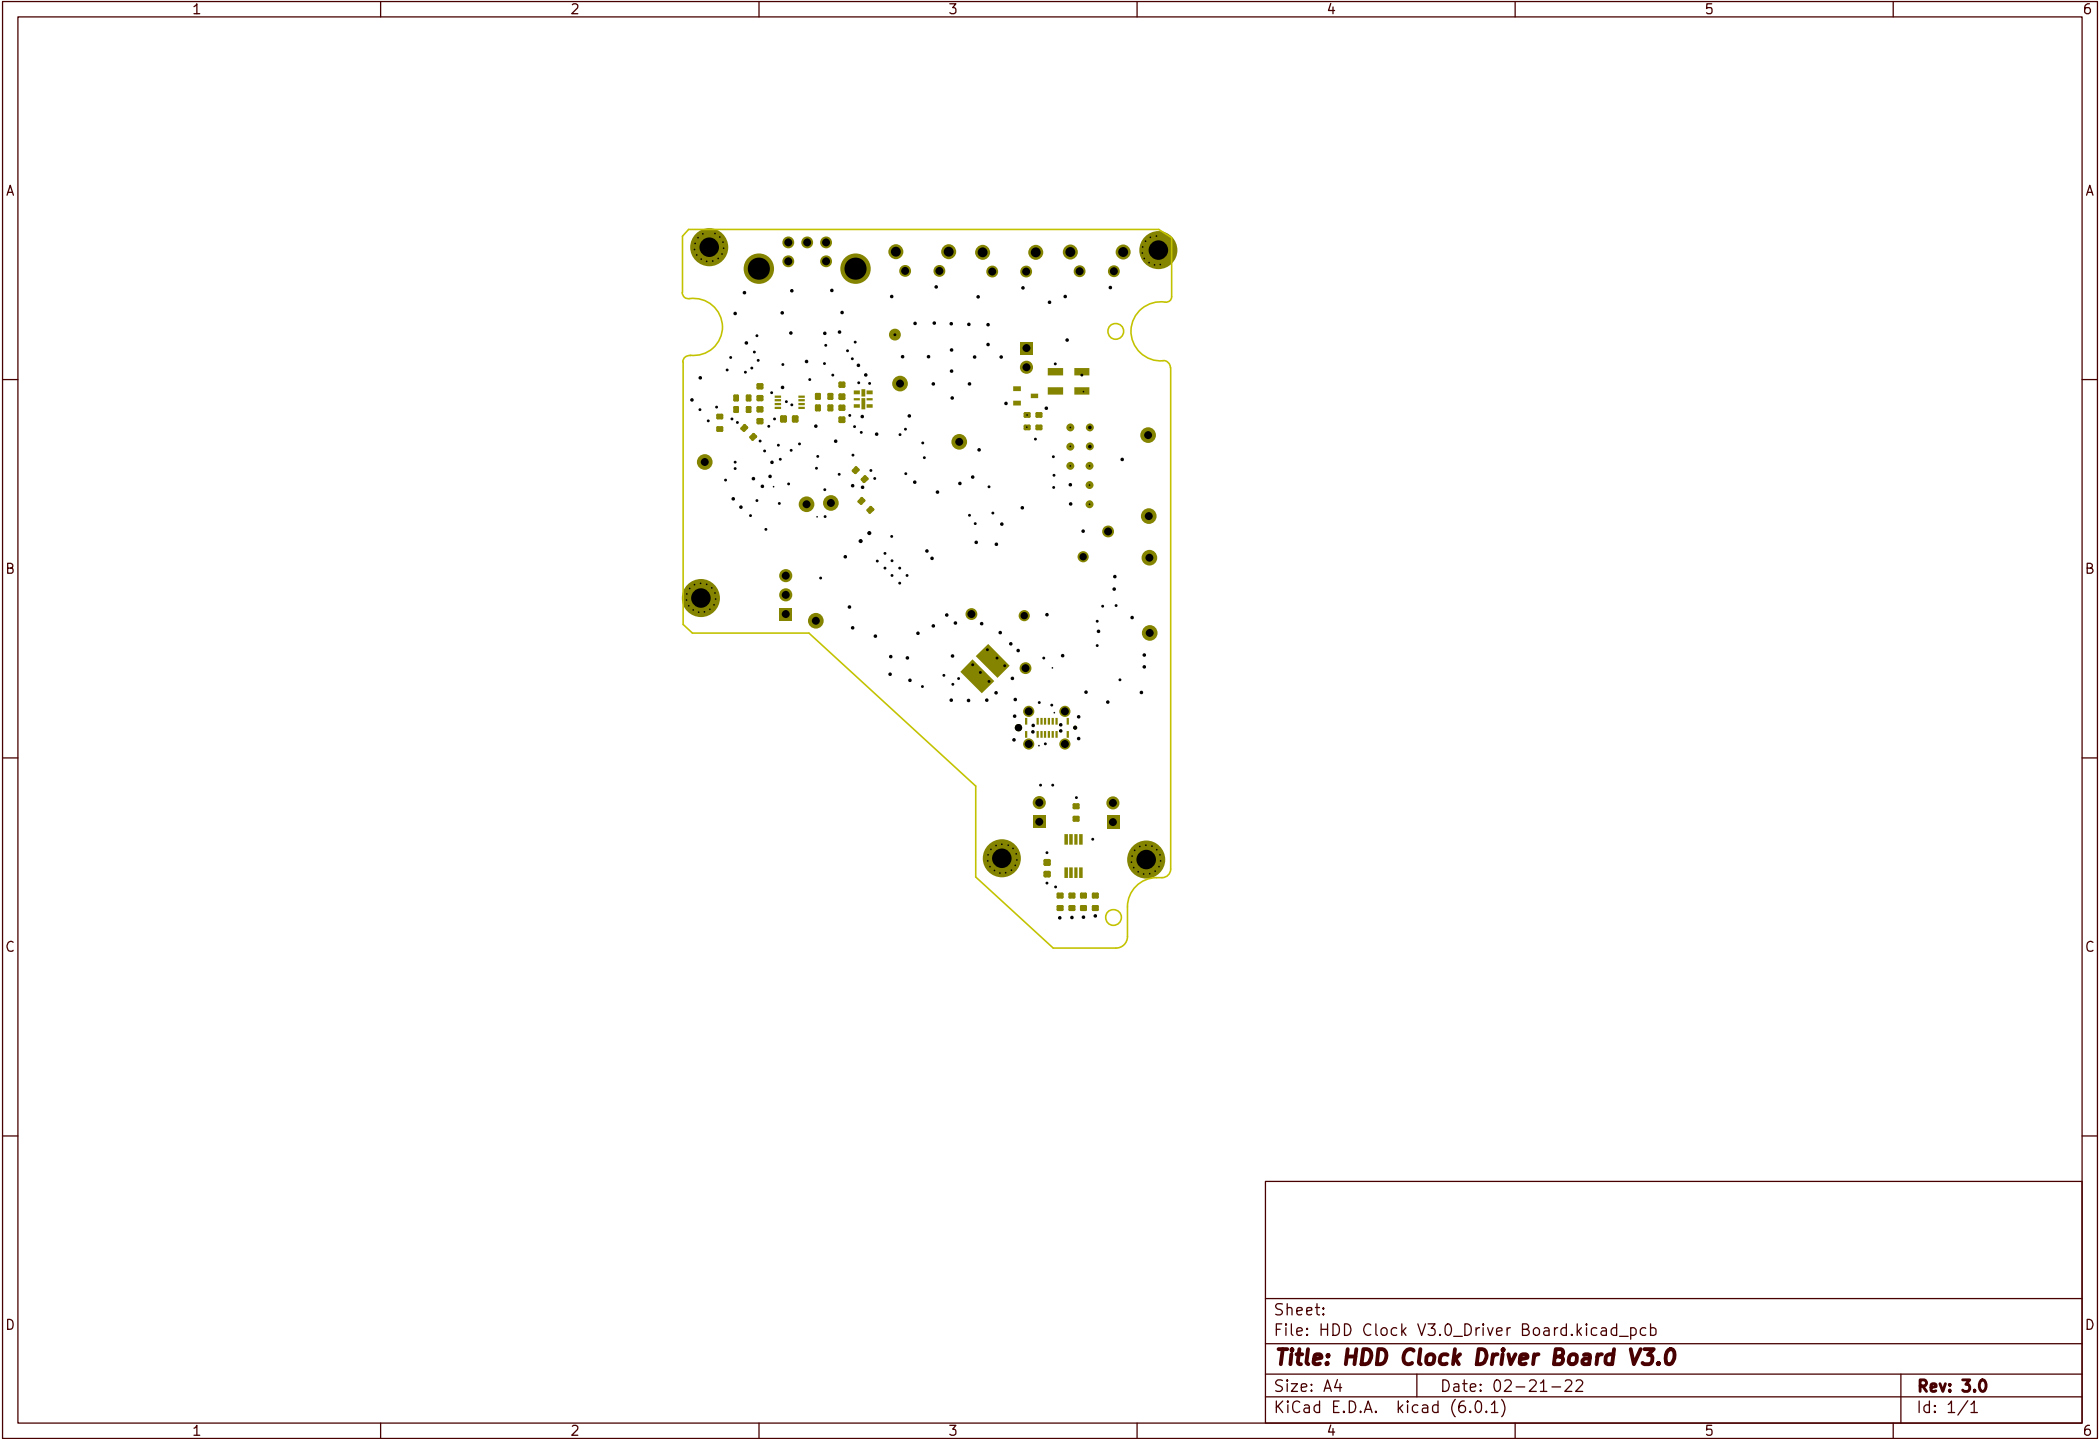 1 2 3 4 5 6
A A
B B
C C
Sheet:
File: HDD Clock V3.0_Driver Board.kicad_pcb
D D
Title: HDD Clock Driver Board V3.0
Size: A4 Date: 02-21-22 Rev: 3.0
KiCad E.D.A. kicad (6.0.1) Id: 1/1
1 2 3 4 5 6